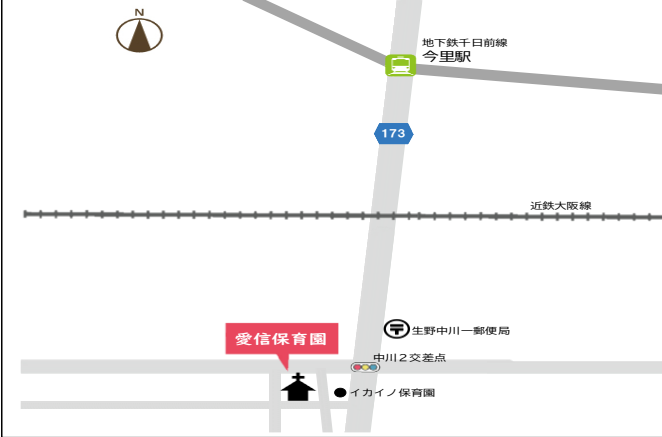 N
地下鉄千日前線
今里駅
173
近鉄大阪線
生野中川一郵便局
愛信保育園
中川2交差点
イカイノ保育園